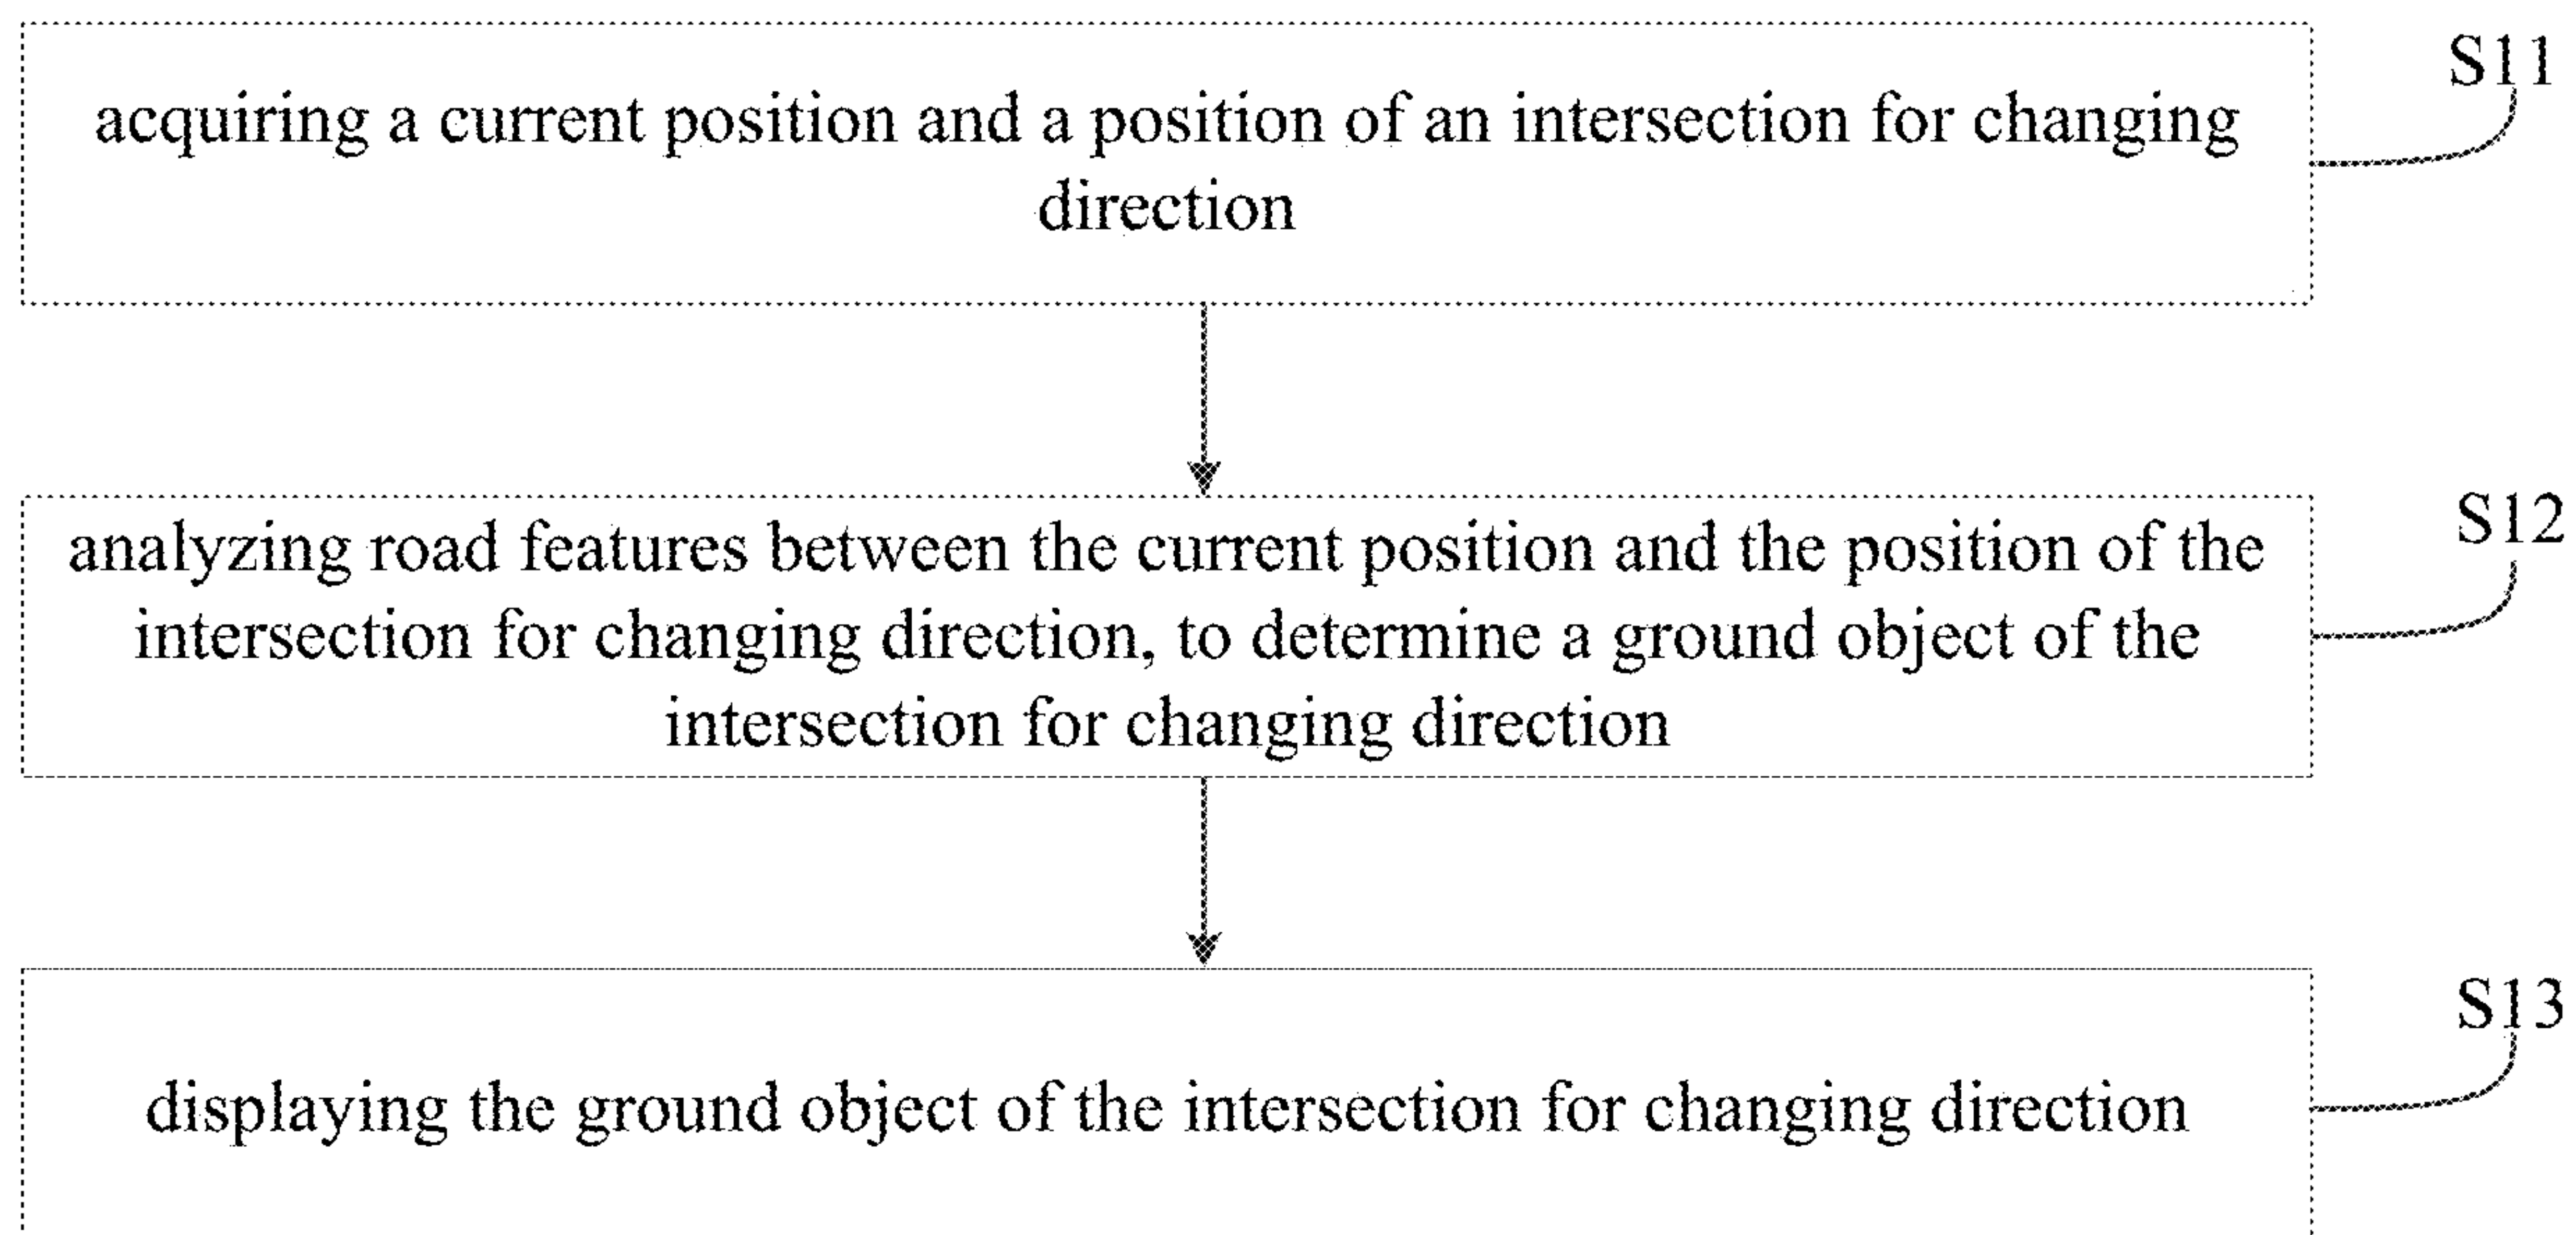 S11
acquiring a current position and a position of an intersection for changing
direction
S12
analyzing road features between the current position and the position of the
intersection for changing direction, to determine a ground object of the
intersection for changing direction
S13
displaying the ground object of the intersection for changing direction